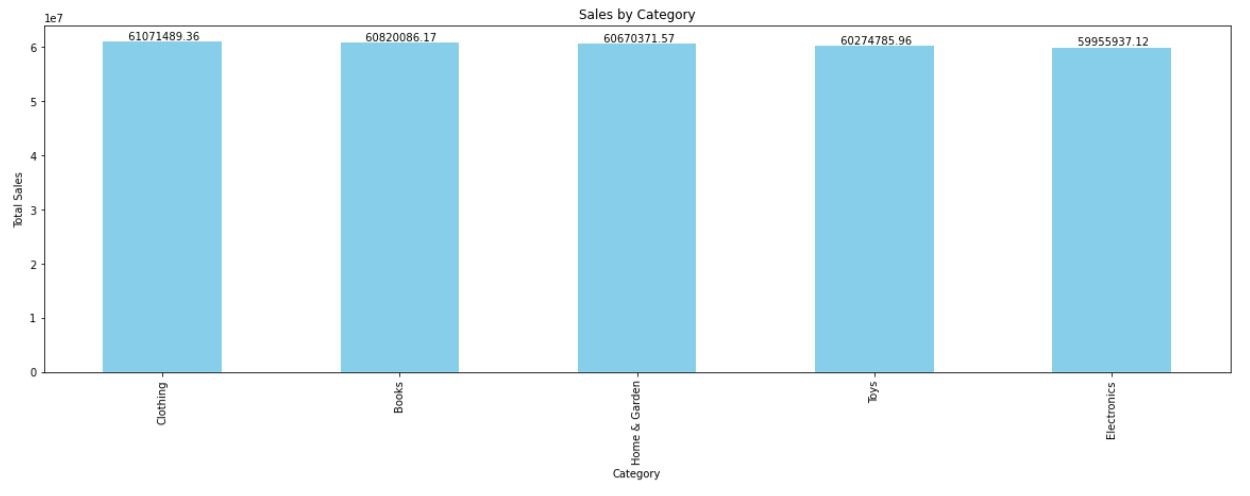 Sales by Category
1e7
61071489.36
60820086.17
60670371.57
60274785.96
59955937.12
6
5
4
3
2
1
0
Total Sales
Clothing
Books
Home & Garden
Toys
Electronics
Category